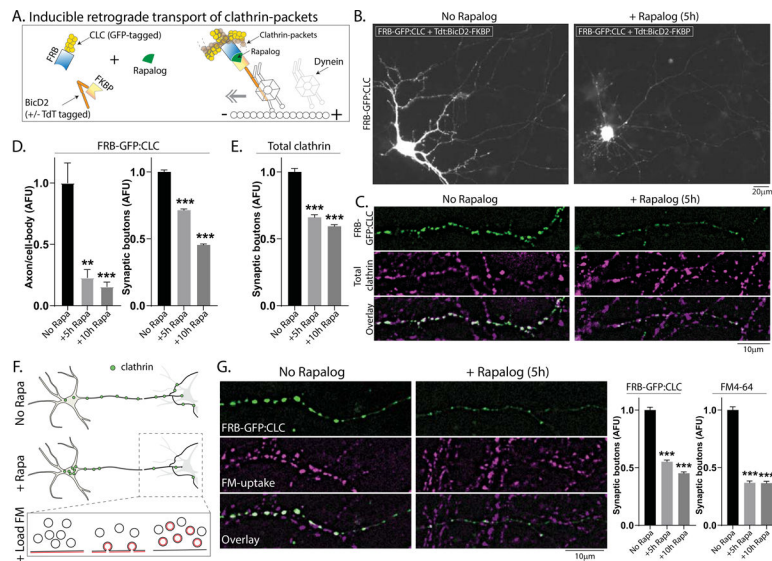 A. Inducible retrograde transport of clathrin-packets
CLC (GFP-tagged)
FRB
+
Rapalog
FKBP
BicD2
(+/- TdT tagged)
Clathrin-packets
Rapalog
Dynein
-
+
B.
No Rapalog
+ Rapalog (5h)
FRB-GFP:CLC + Tdt:BicD2-FKBP
FRB-GFP:CLC + Tdt:BicD2-FKBP
FRB-GFP:CLC
20μm
C.
No Rapalog
+ Rapalog (5h)
FRB-
GFP:CLC
Total
clathrin
Overlay
10μm
D.
FRB-GFP:CLC
Axon/cell-body (AFU)
1.0
0.5
0.0
**
***
No Rapa
+5h Rapa
+10h Rapa
Synaptic boutons (AFU)
1.0
0.5
0
***
***
No Rapa
+5h Rapa
+10h Rapa
E.
Total clathrin
Synaptic boutons (AFU)
1.0
0.5
0
***
***
No Rapa
+5h Rapa
+10h Rapa
F.
clathrin
No Rapa
+ Rapa
+ Load FM
G.
No Rapalog
+ Rapalog (5h)
FRB-GFP:CLC
FM-uptake
Overlay
10μm
FRB-GFP:CLC
Synaptic boutons (AFU)
1.0
0.5
0.0
***
***
No Rapa
+5h Rapa
+10h Rapa
FM4-64
Synaptic boutons (AFU)
1.0
0.5
0.0
***
***
No Rapa
+5h Rapa
+10h Rapa